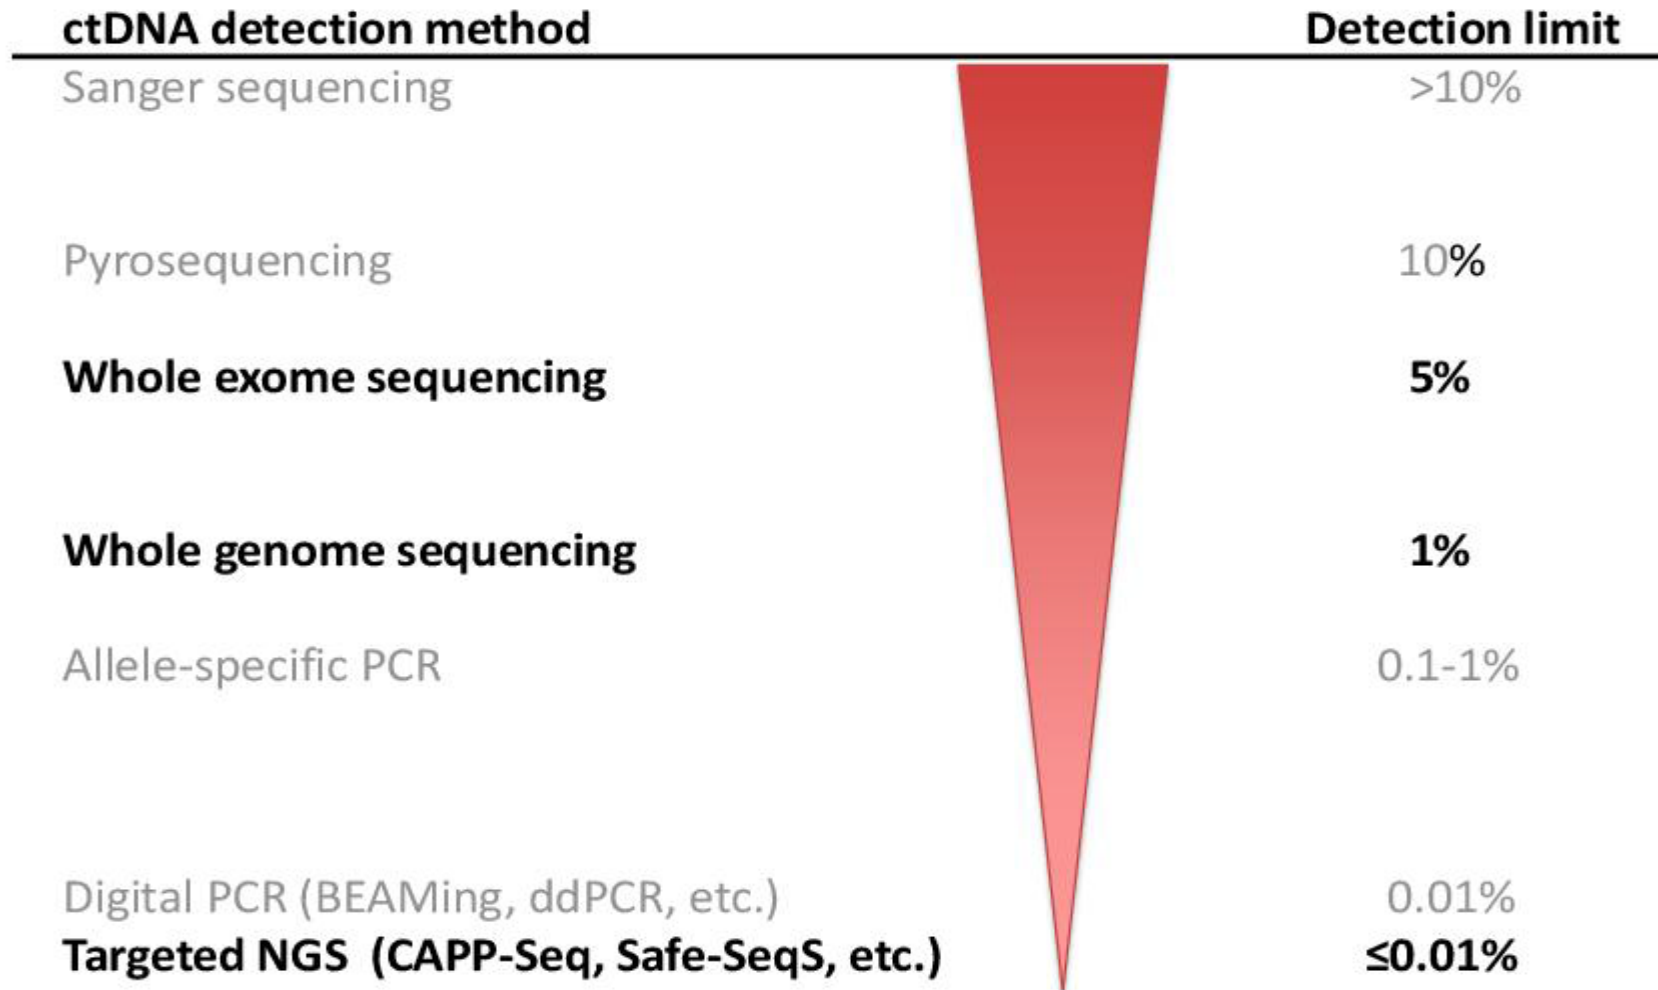 ctDNA detection method Detection limit
Sanger sequencing >10%
Pyrosequencing 10%
Whole exome sequencing 5%
Whole genome sequencing 1%
Allele-specific PCR 0.1-1%
Digital PCR (BEAMing, ddPCR, etc.) 0.01%
Targeted NGS (CAPP-Seq, Safe-SeqS, etc.) ≤0.01%